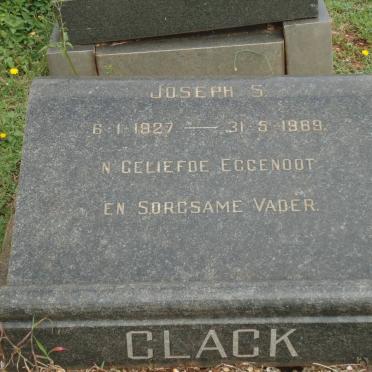 JOSEPH S.
6·1·1927 — 31·5·1989.
N GELIEFDE EGGENOOT
EN SORGSAME VADER.
CLACK